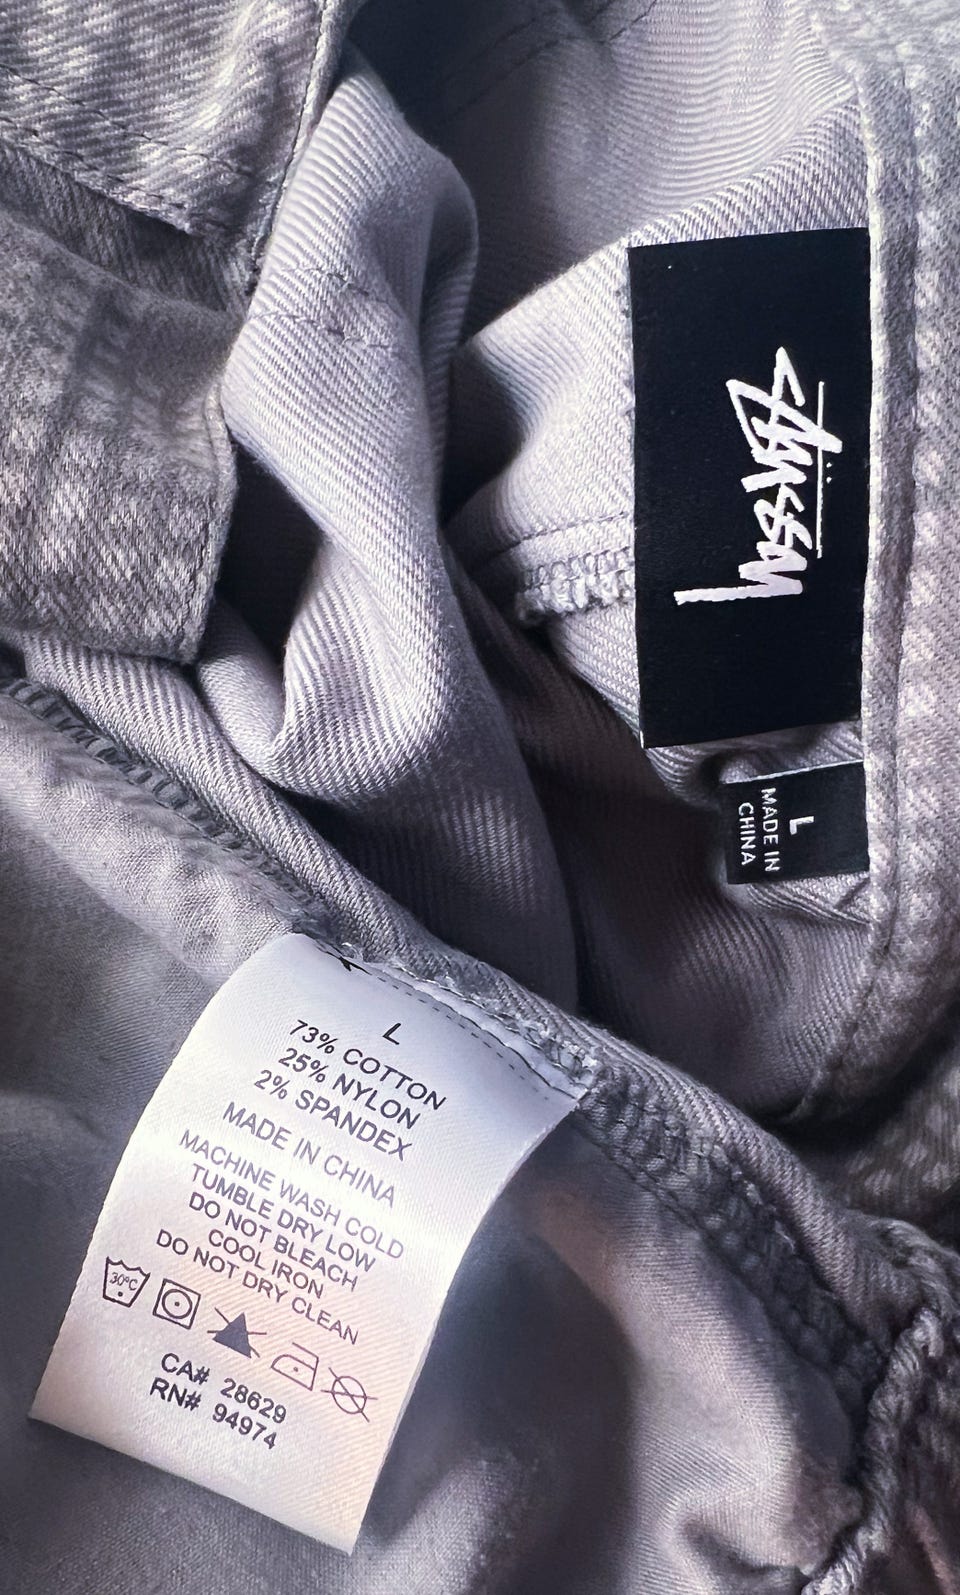 Stüssy
L
MADE IN
CHINA
L
73% COTTON
25% NYLON
2% SPANDEX
MADE IN CHINA
MACHINE WASH COLD
TUMBLE DRY LOW
DO NOT BLEACH
COOL IRON
DO NOT DRY CLEAN
30°C
CA# 28629
RN# 94974